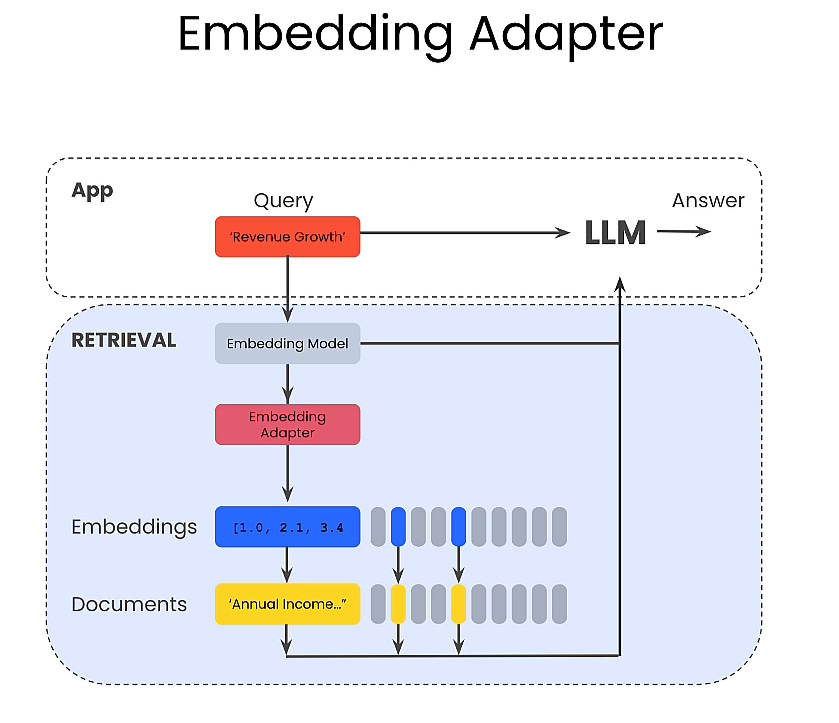 Embedding Adapter
App
Query
Answer
'Revenue Growth'
LLM
RETRIEVAL
Embedding Model
Embedding
Adapter
Embeddings
[1.0, 2.1, 3.4
Documents
'Annual Income…"